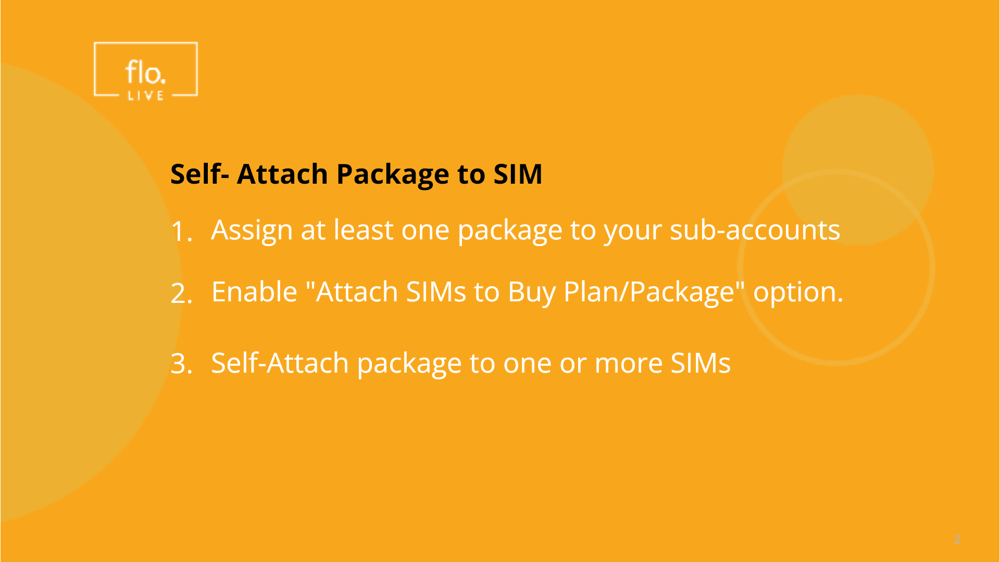 flo.
LIVE
Self- Attach Package to SIM
1. Assign at least one package to your sub-accounts
2. Enable "Attach SIMs to Buy Plan/Package" option.
3. Self-Attach package to one or more SIMs
2